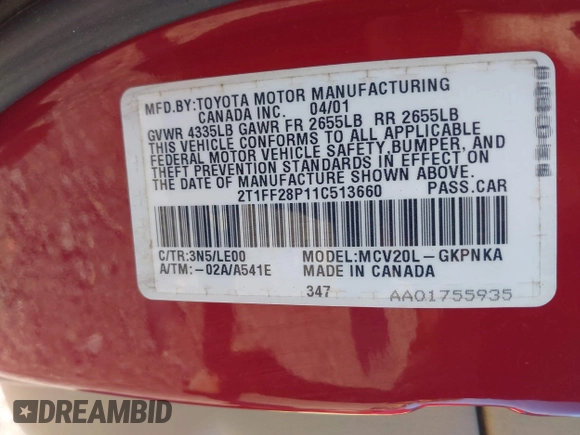 MFD.BY:TOYOTA MOTOR MANUFACTURING
CANADA INC. 04/01
GVWR 4335LB GAWR FR 2655LB RR 2655LB
THIS VEHICLE CONFORMS TO ALL APPLICABLE
FEDERAL MOTOR VEHICLE SAFETY,BUMPER, AND
THEFT PREVENTION STANDARDS IN EFFECT ON
THE DATE OF MANUFACTURE SHOWN ABOVE.
2T1FF28P11C513660 PASS.CAR
C/TR:3N5/LE00 MODEL:MCV20L-GKPNKA
A/TM:-02A/A541E MADE IN CANADA
347 AA01755935
DREAMBID